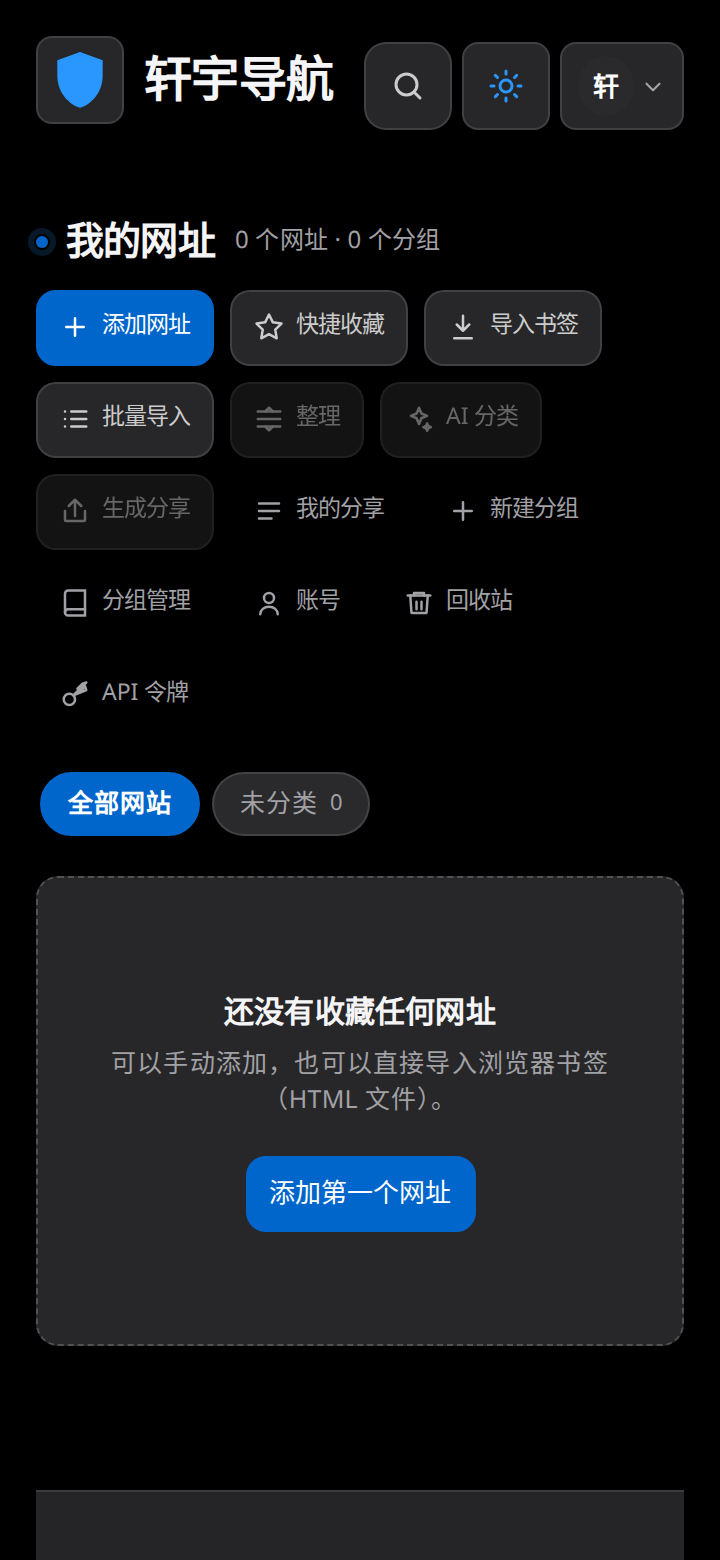 轩宇导航
轩
我的网址 0 个网址 · 0 个分组
添加网址 快捷收藏 导入书签
批量导入 整理 AI 分类
生成分享 我的分享 新建分组
分组管理 账号 回收站
API 令牌
全部网站 未分类 0
还没有收藏任何网址
可以手动添加，也可以直接导入浏览器书签
（HTML 文件）。
添加第一个网址